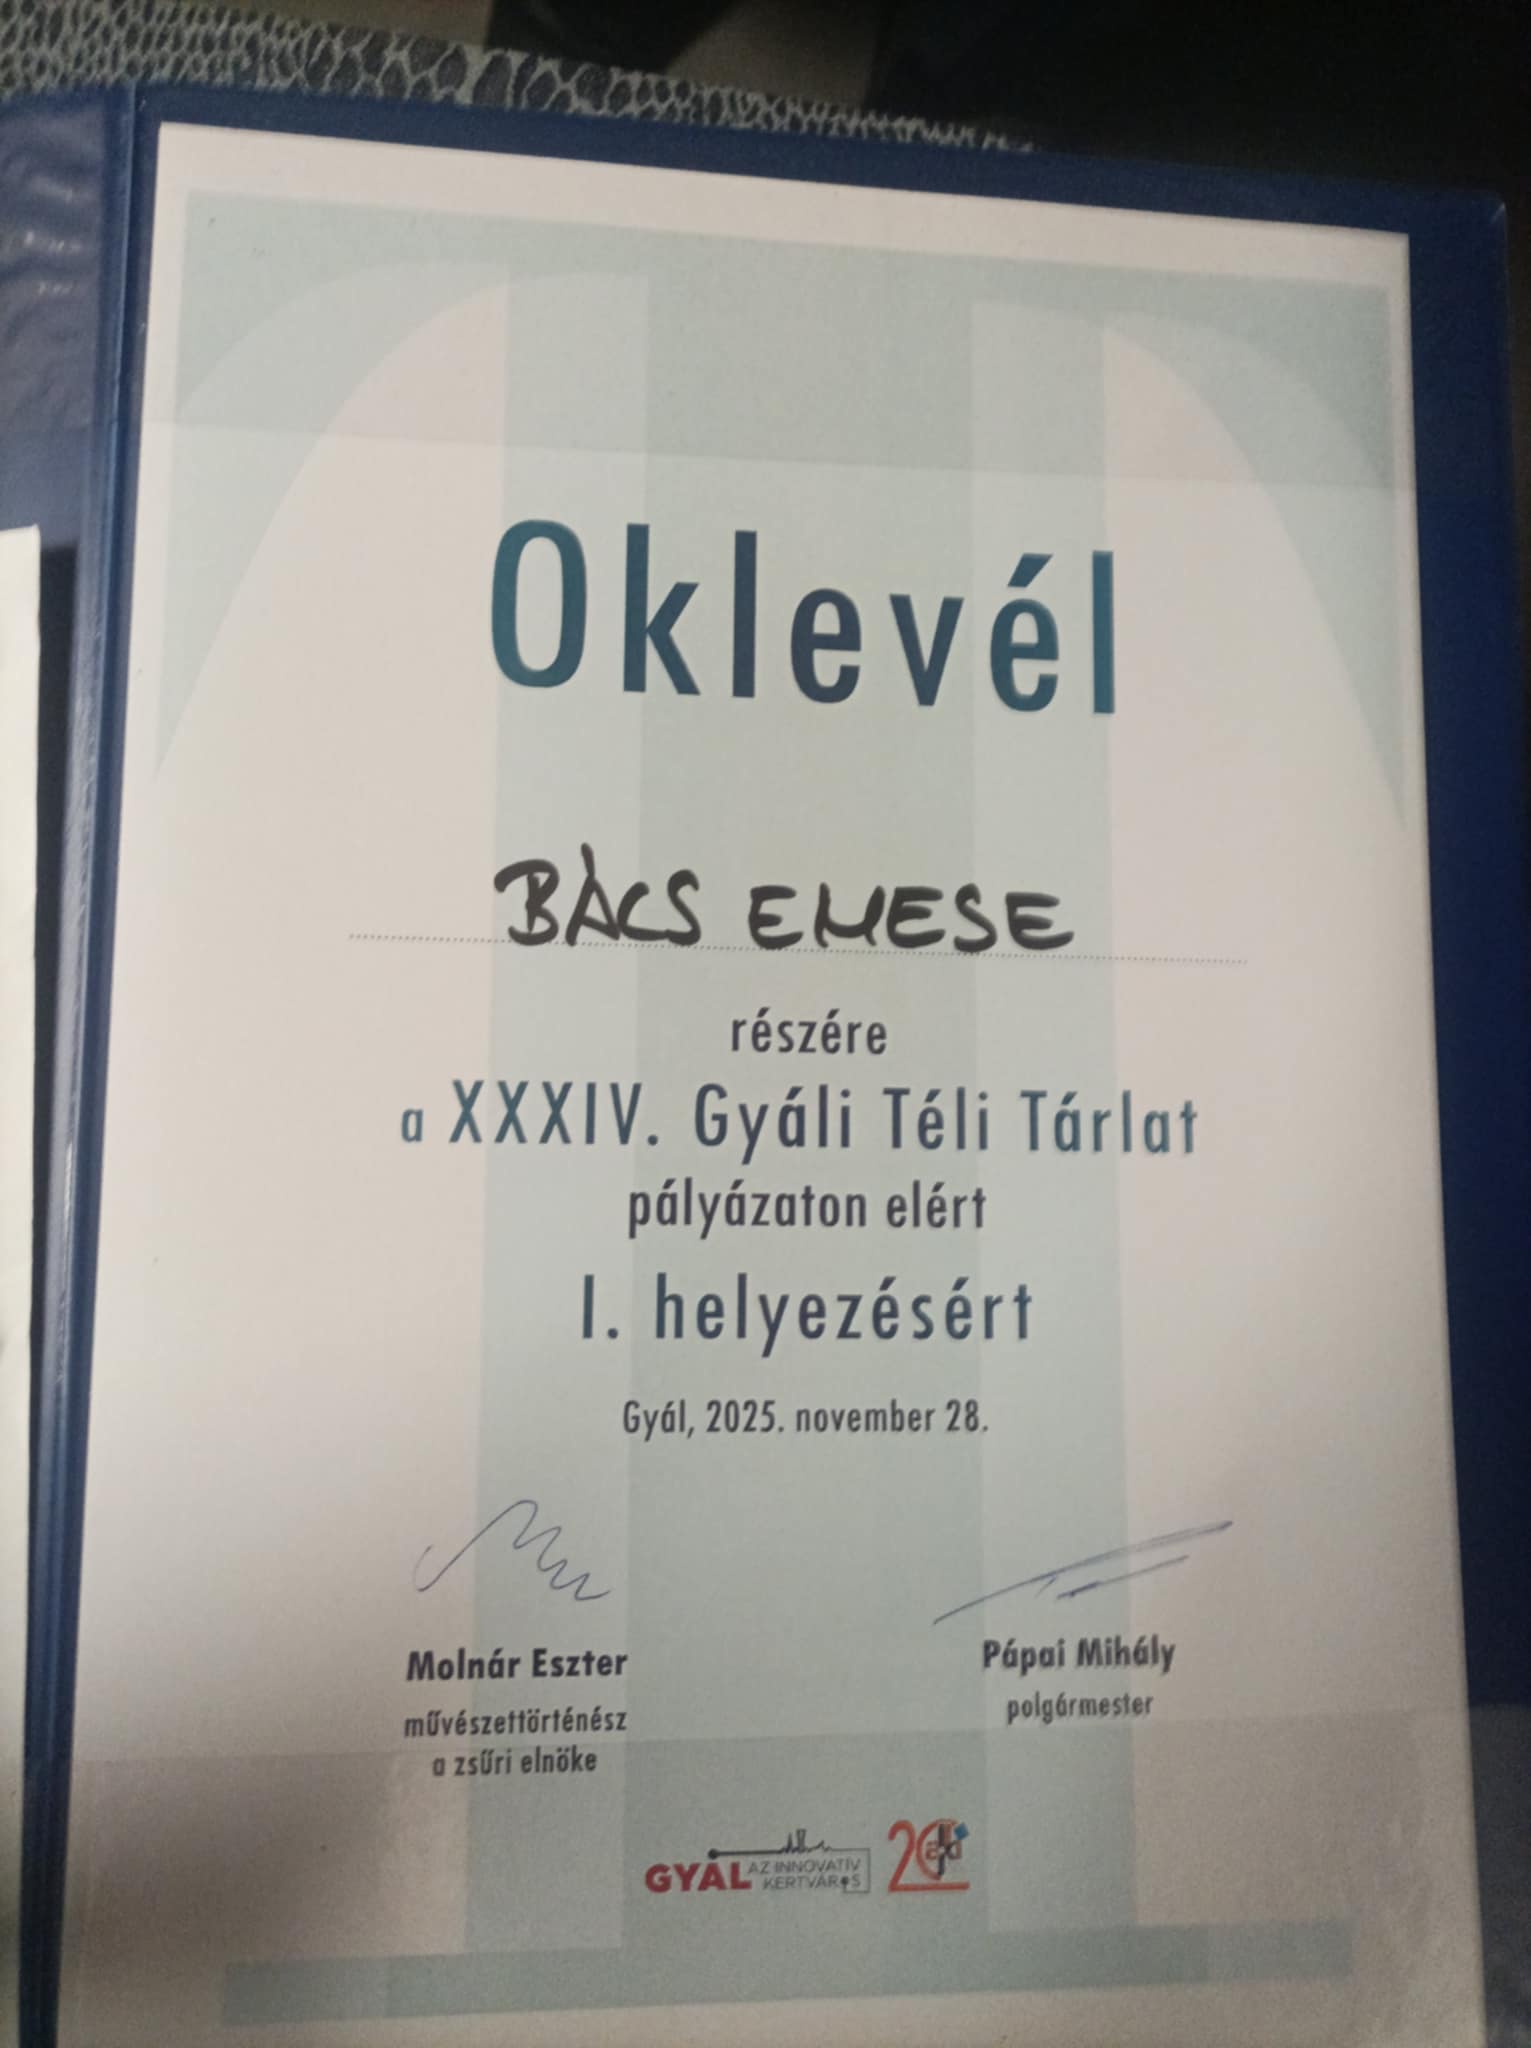 Oklevél
BÁCS EMESE
részére
a XXXIV. Gyáli Téli Tárlat
pályázaton elért
I. helyezésért
Gyál, 2025. november 28.
Molnár Eszter
művészettörténész
a zsűri elnöke
Pápai Mihály
polgármester
GYÁL AZ INNOVATÍV
KERTVÁROS
20